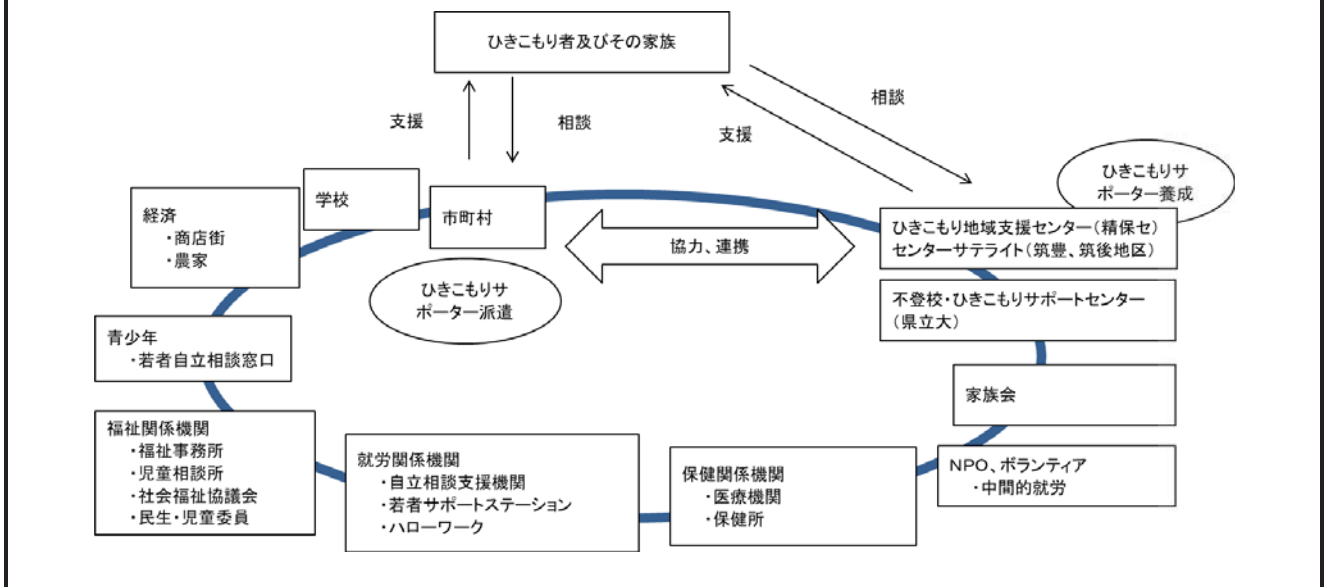 ひきこもり者及びその家族
支援
相談
支援
相談
ひきこもりサ
ポーター養成
経済
・商店街
・農家
学校
市町村
協力、連携
ひきこもり地域支援センター(精保セ)
センターサテライト(筑豊、筑後地区)
ひきこもりサ
ポーター派遣
不登校・ひきこもりサポートセンター
(県立大)
青少年
・若者自立相談窓口
家族会
福祉関係機関
・福祉事務所
・児童相談所
・社会福祉協議会
・民生・児童委員
就労関係機関
・自立相談支援機関
・若者サポートステーション
・ハローワーク
保健関係機関
・医療機関
・保健所
NPO、ボランティア
・中間的就労